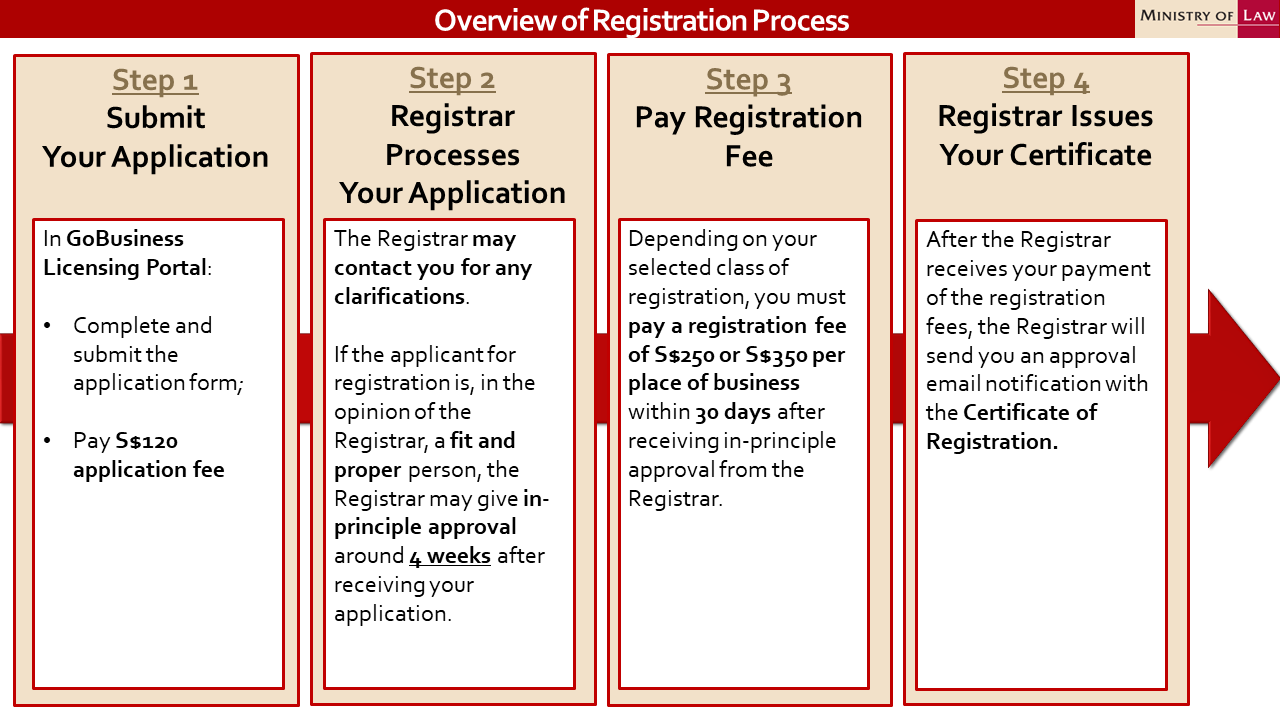 Overview of Registration Process
MINISTRY OF LAW
Step 1
Submit
Your Application
In GoBusiness
Licensing Portal:
• Complete and
submit the
application form;
• Pay S$120
application fee
Step 2
Registrar
Processes
Your Application
The Registrar may
contact you for any
clarifications.
If the applicant for
registration is, in the
opinion of the
Registrar, a fit and
proper person, the
Registrar may give in-
principle approval
around 4 weeks after
receiving your
application.
Step 3
Pay Registration
Fee
Depending on your
selected class of
registration, you must
pay a registration fee
of S$250 or S$350 per
place of business
within 30 days after
receiving in-principle
approval from the
Registrar.
Step 4
Registrar Issues
Your Certificate
After the Registrar
receives your payment
of the registration
fees, the Registrar will
send you an approval
email notification with
the Certificate of
Registration.